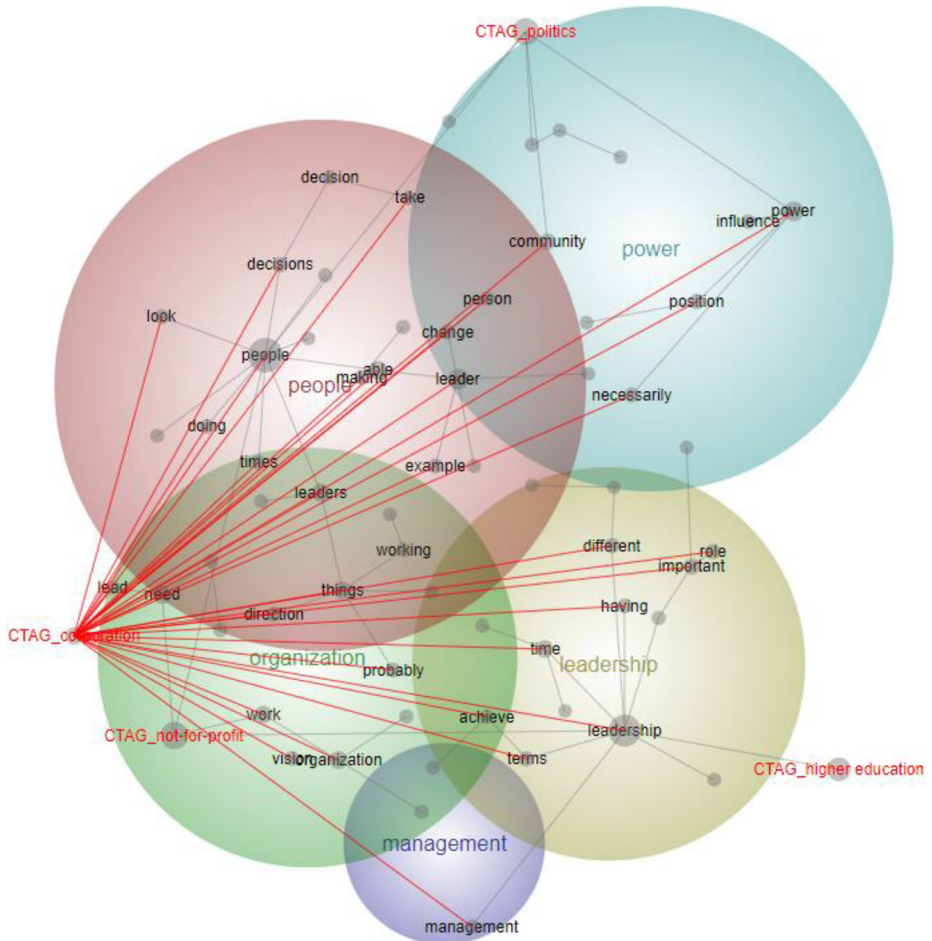 CTAG_politics
decision
take
power
influence
community
power
decisions
person
position
look
change
people
able
making
people
leader
necessarily
doing
times
example
leaders
different
working
role
important
lead
need
things
having
direction
CTAG_corporation
time
organization
leadership
probably
work
achieve
leadership
CTAG_not-for-profit
vision
organization
terms
CTAG_higher education
management
management